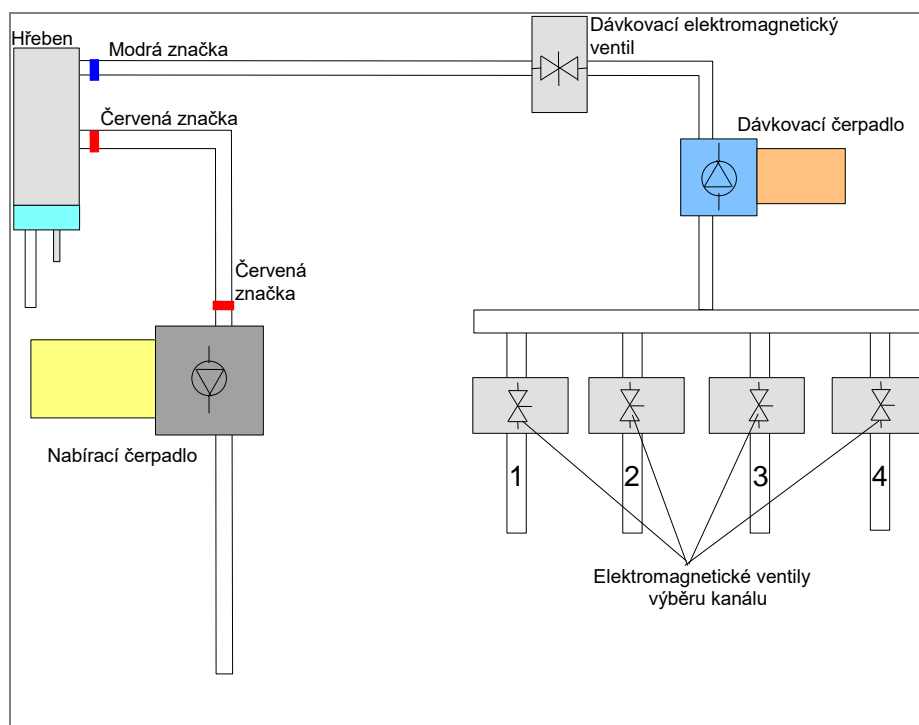 Hřeben
Modrá značka
Dávkovací elektromagnetický
ventil
Červená značka
Dávkovací čerpadlo
Červená
značka
Nabírací čerpadlo
1
2
3
4
Elektromagnetické ventily
výběru kanálu